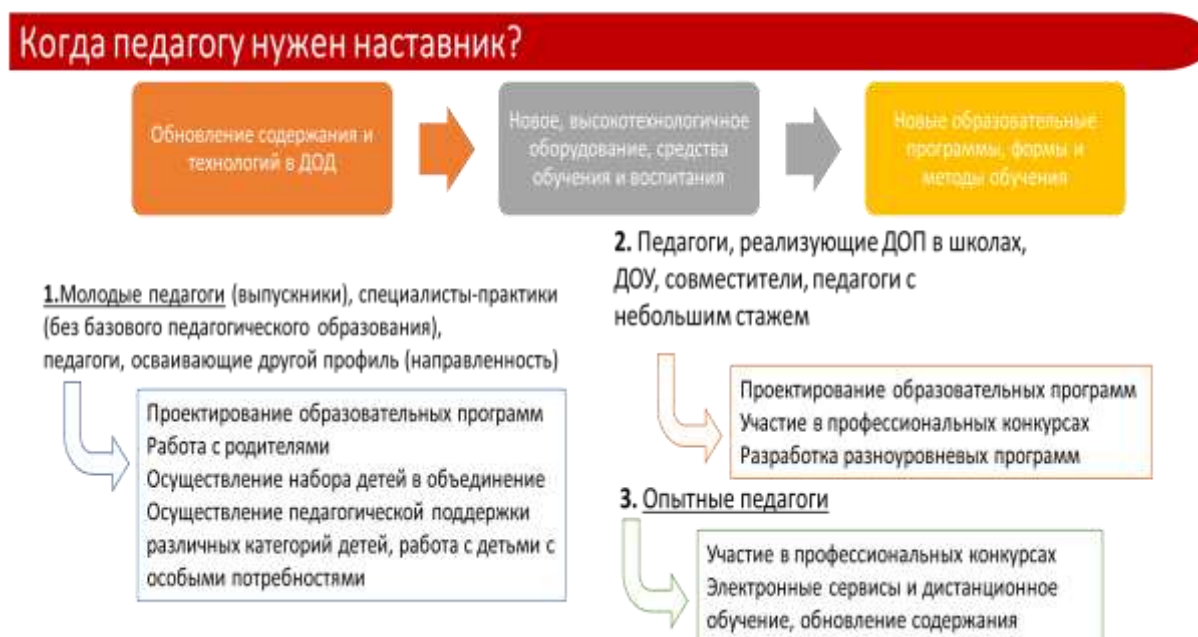 Когда педагогу нужен наставник?
Обновление содержания и
технологий в ДОД
Новое, высокотехнологичное
оборудование, средства
обучения и воспитания
Новые образовательные
программы, формы и
методы обучения
1.Молодые педагоги (выпускники), специалисты-практики
(без базового педагогического образования),
педагоги, осваивающие другой профиль (направленность)
Проектирование образовательных программ
Работа с родителями
Осуществление набора детей в объединение
Осуществление педагогической поддержки
различных категорий детей, работа с детьми с
особыми потребностями
2. Педагоги, реализующие ДОП в школах,
ДОУ, совместители, педагоги с
небольшим стажем
Проектирование образовательных программ
Участие в профессиональных конкурсах
Разработка разноуровневых программ
3. Опытные педагоги
Участие в профессиональных конкурсах
Электронные сервисы и дистанционное
обучение, обновление содержания